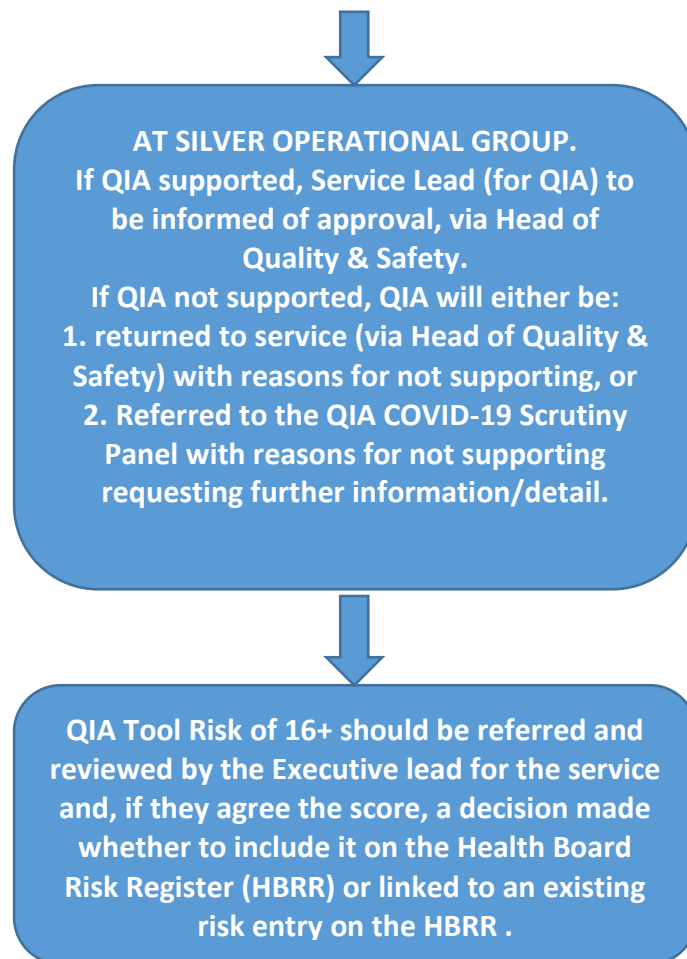 AT SILVER OPERATIONAL GROUP.
If QIA supported, Service Lead (for QIA) to
be informed of approval, via Head of
Quality & Safety.
If QIA not supported, QIA will either be:
1. returned to service (via Head of Quality &
Safety) with reasons for not supporting, or
2. Referred to the QIA COVID-19 Scrutiny
Panel with reasons for not supporting
requesting further information/detail.
QIA Tool Risk of 16+ should be referred and
reviewed by the Executive lead for the service
and, if they agree the score, a decision made
whether to include it on the Health Board
Risk Register (HBRR) or linked to an existing
risk entry on the HBRR .